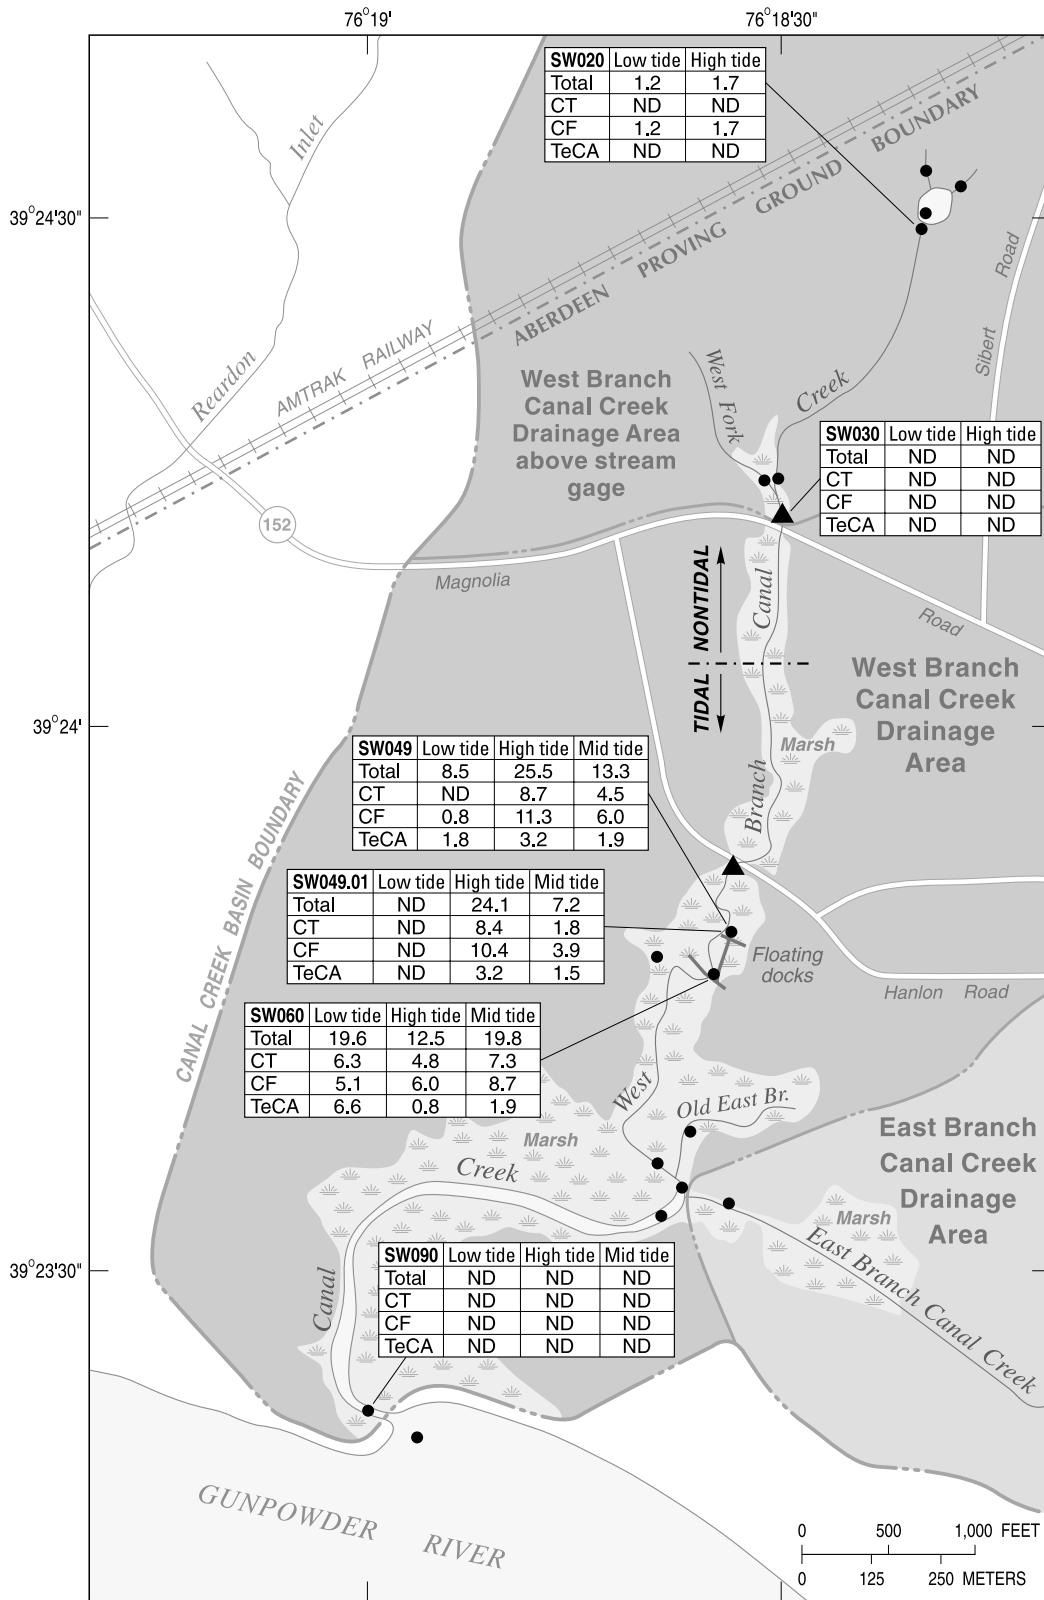 76°19'
76°18'30"
SW020 Low tide High tide
Total 1.2 1.7
CT ND ND
CF 1.2 1.7
TeCA ND ND
Inlet
ABERDEEN PROVING GROUND BOUNDARY
39°24'30"
Sibert Road
AMTRAK RAILWAY
Reardon
West Branch
Canal Creek
Drainage Area
above stream
gage
West Fork
Creek
SW030 Low tide High tide
Total ND ND
CT ND ND
CF ND ND
TeCA ND ND
152
Magnolia
Road
NONTIDAL
TIDAL
Canal
Branch
West Branch
Canal Creek
Drainage
Area
39°24'
Marsh
SW049 Low tide High tide Mid tide
Total 8.5 25.5 13.3
CT ND 8.7 4.5
CF 0.8 11.3 6.0
TeCA 1.8 3.2 1.9
CANAL CREEK BASIN BOUNDARY
SW049.01 Low tide High tide Mid tide
Total ND 24.1 7.2
CT ND 8.4 1.8
CF ND 10.4 3.9
TeCA ND 3.2 1.5
Floating
docks
Hanlon Road
SW060 Low tide High tide Mid tide
Total 19.6 12.5 19.8
CT 6.3 4.8 7.3
CF 5.1 6.0 8.7
TeCA 6.6 0.8 1.9
West
Old East Br.
Marsh
Creek
East Branch
Canal Creek
Drainage
Area
Marsh
East Branch Canal Creek
39°23'30"
Canal
SW090 Low tide High tide Mid tide
Total ND ND ND
CT ND ND ND
CF ND ND ND
TeCA ND ND ND
GUNPOWDER RIVER
0 500 1,000 FEET
0 125 250 METERS